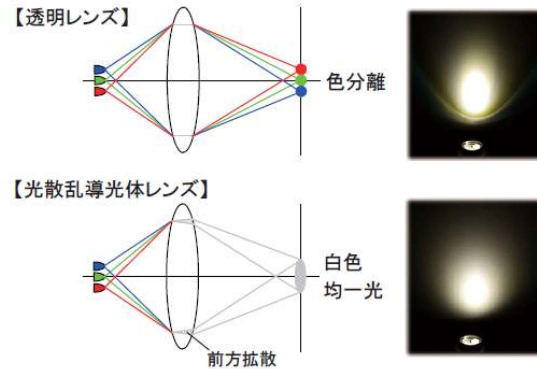 【透明レンズ】
色分離
【光散乱導光体レンズ】
白色
均一光
前方拡散